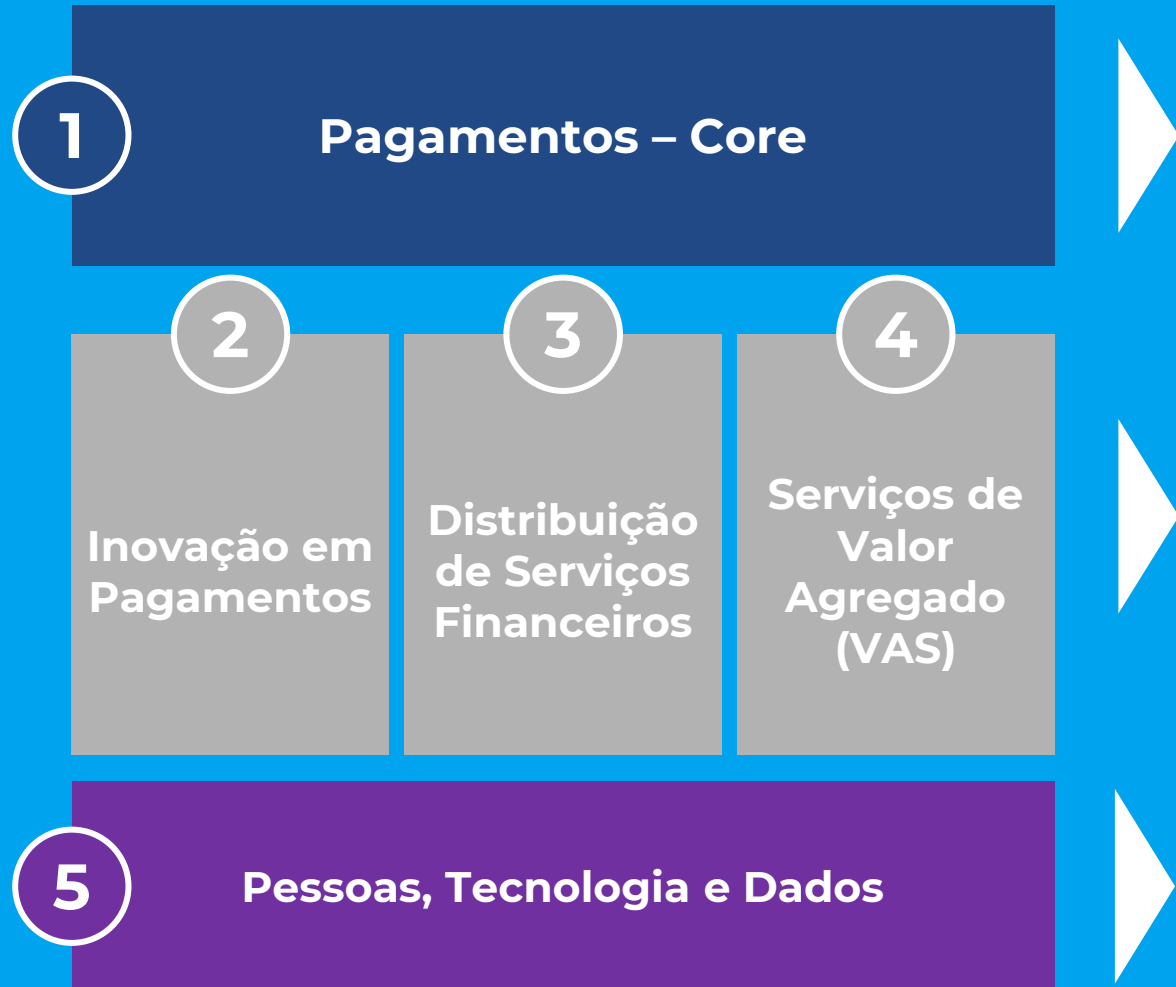 1
Pagamentos – Core
2
3
4
Inovação em
Pagamentos
Distribuição
de Serviços
Financeiros
Serviços de
Valor
Agregado
(VAS)
5
Pessoas, Tecnologia e Dados